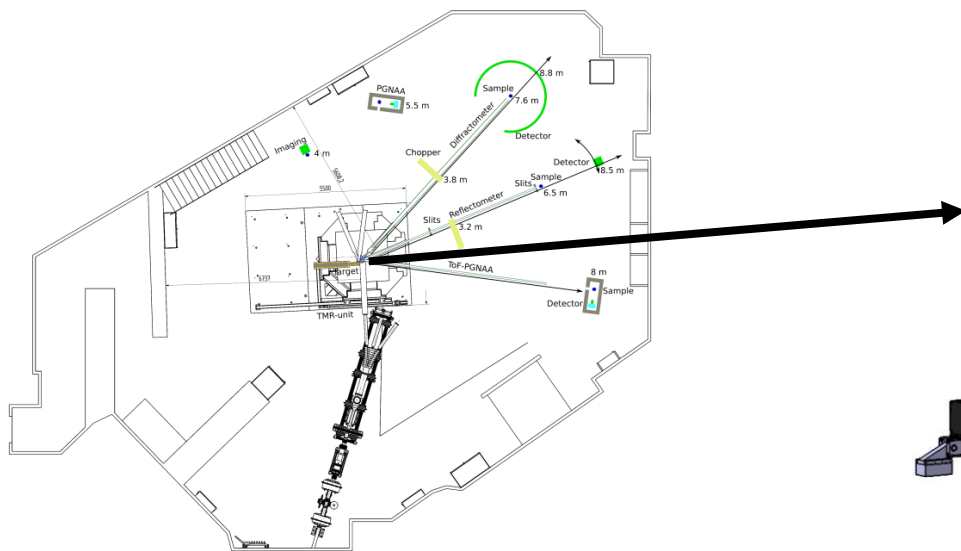 PGNAA
5.5 m
Imaging
4 m
Sample
8.8 m
7.6 m
Diffractometer
Detector
Chopper
3.8 m
Detector
8.5 m
Sample
Slits
6.5 m
Reflectometer
Slits
3.2 m
5500
Target
ToF-PGNAA
8 m
Sample
Detector
TMR-unit